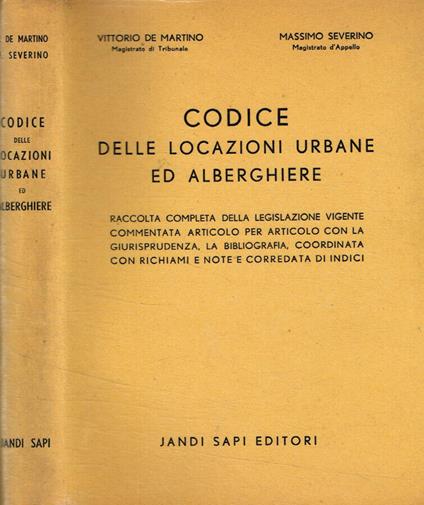 DE MARTINO
SEVERINO
CODICE
DELLE
LOCAZIONI
URBANE
ED
ALBERGHIERE
JANDI SAPI
VITTORIO DE MARTINO
Magistrato di Tribunale
MASSIMO SEVERINO
Magistrato d'Appello
CODICE
DELLE LOCAZIONI URBANE
ED ALBERGHIERE
RACCOLTA COMPLETA DELLA LEGISLAZIONE VIGENTE
COMMENTATA ARTICOLO PER ARTICOLO CON LA
GIURISPRUDENZA, LA BIBLIOGRAFIA, COORDINATA
CON RICHIAMI E NOTE E CORREDATA DI INDICI
JANDI SAPI EDITORI